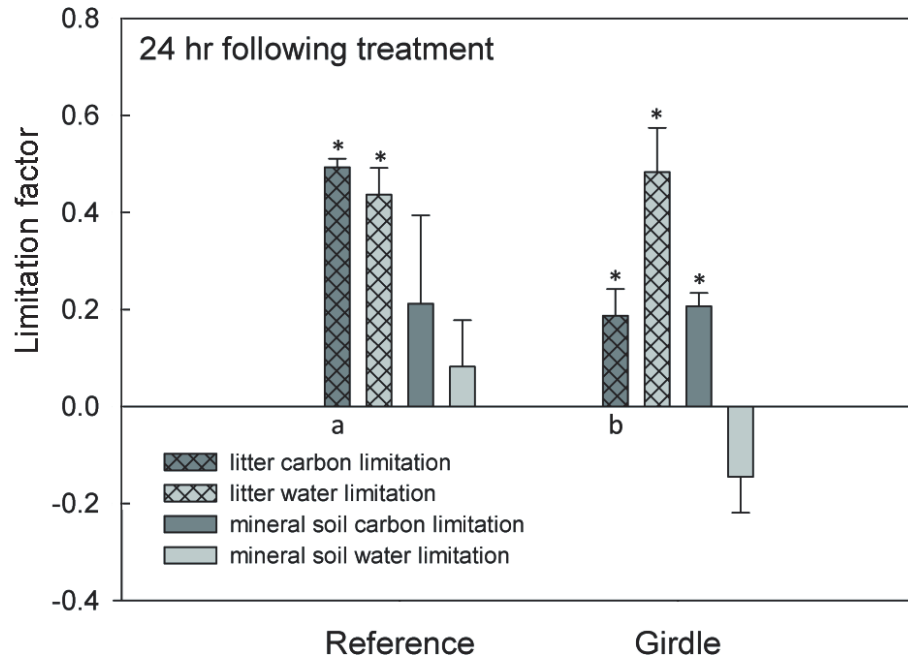 0.8
24 hr following treatment
0.6
* * *
0.4
* *
0.2
0.0
a b
-0.2
-0.4
Limitation factor
litter carbon limitation
litter water limitation
mineral soil carbon limitation
mineral soil water limitation
Reference Girdle